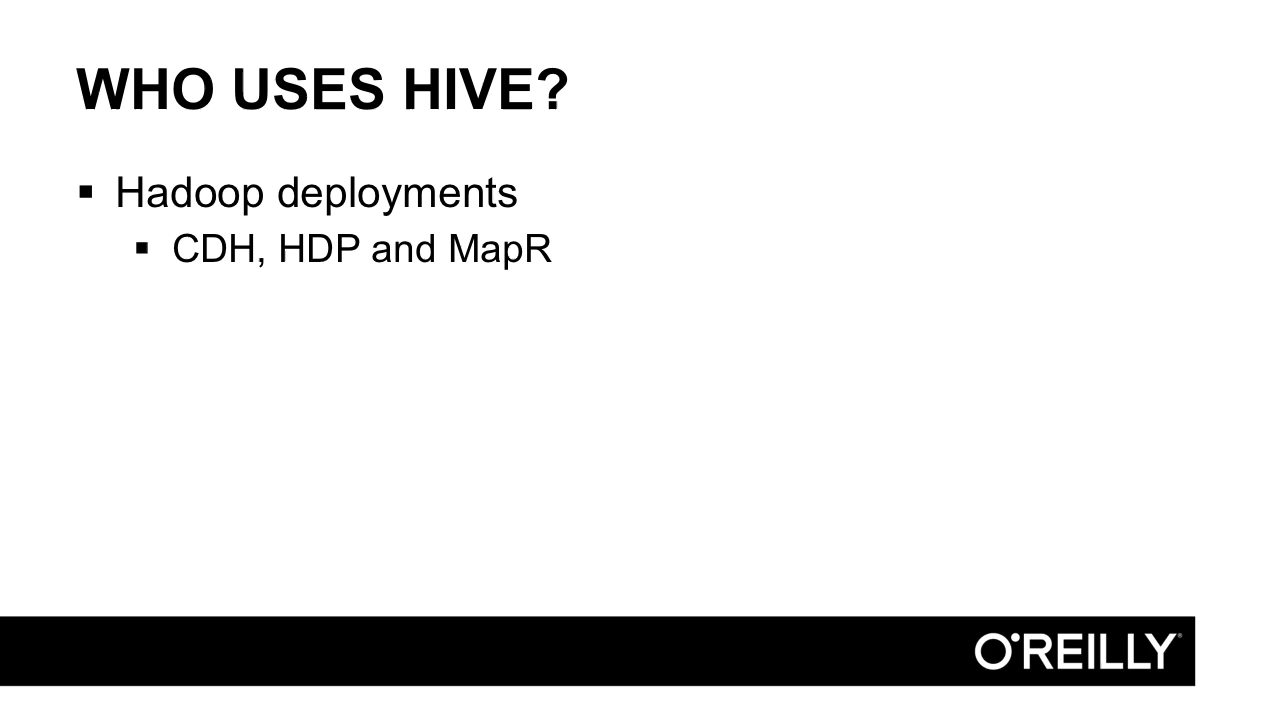 WHO USES HIVE?
▪ Hadoop deployments
▪ CDH, HDP and MapR
O'REILLY®